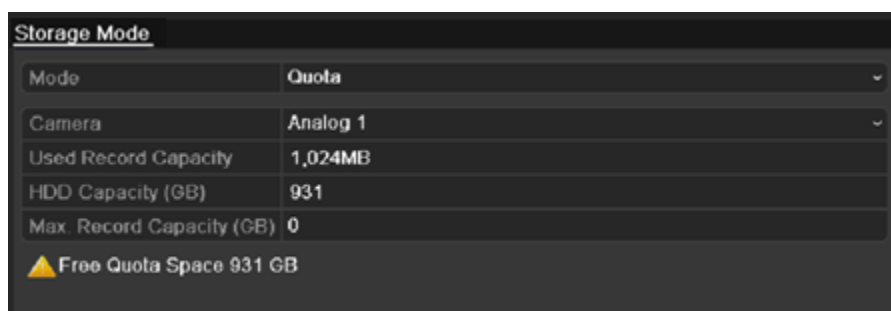 Storage Mode
Mode Quota
Camera Analog 1
Used Record Capacity 1,024MB
HDD Capacity (GB) 931
Max. Record Capacity (GB) 0
Free Quota Space 931 GB